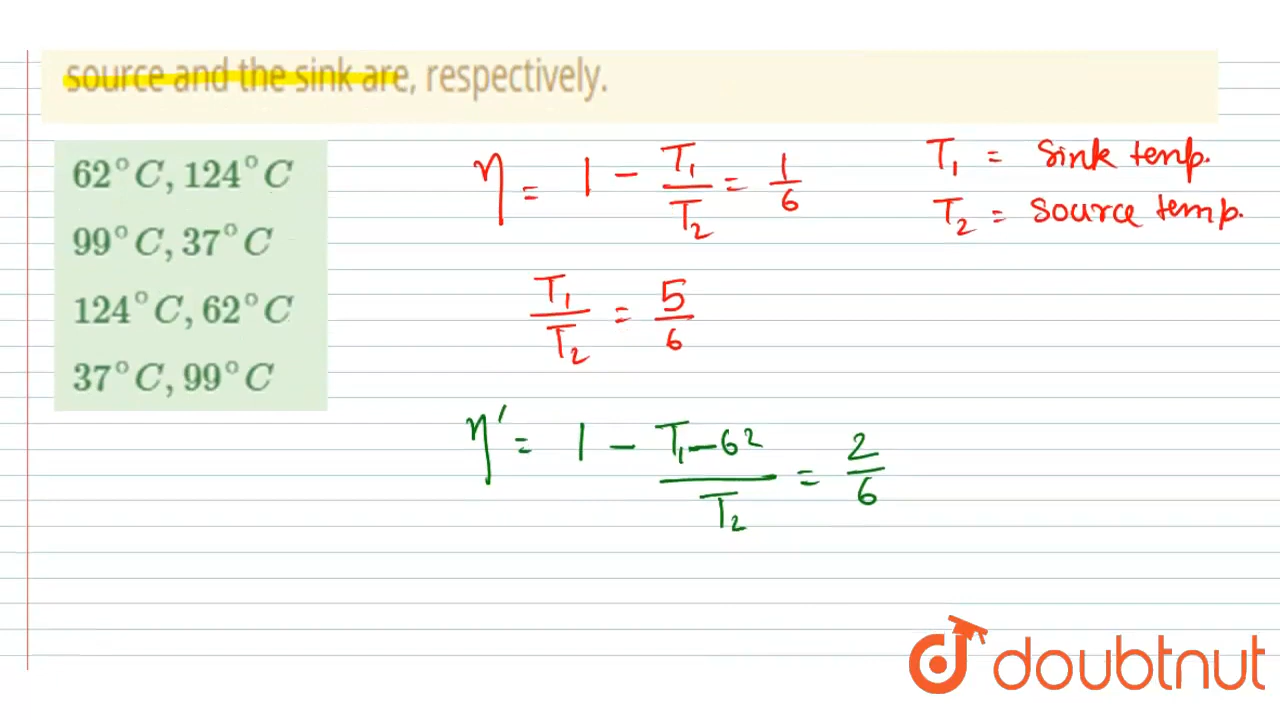 source and the sink are, respectively.
62°C, 124°C
99°C, 37°C
124°C, 62°C
37°C, 99°C
η = 1 - T₁/T₂ = 1/6
T₁ = Sink temp.
T₂ = Source temp.
T₁/T₂ = 5/6
η' = 1 - (T₁-62)/T₂ = 2/6
doubtnut